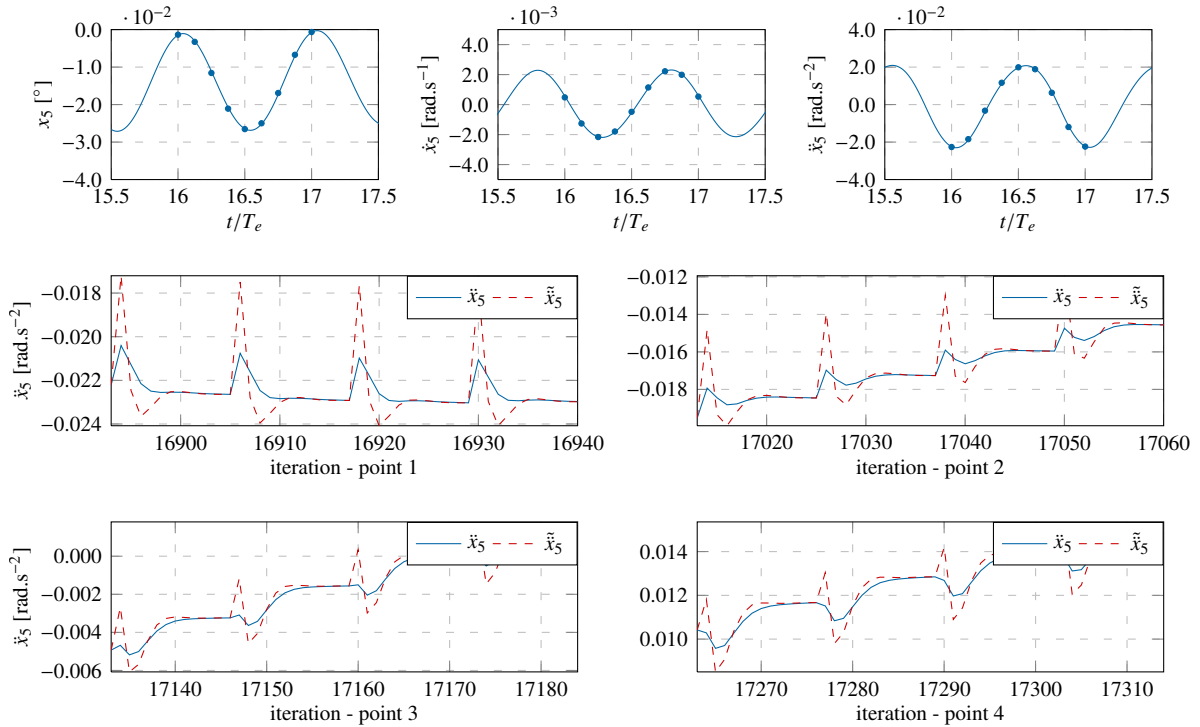 ·10⁻² ·10⁻³ ·10⁻²
0.0 4.0 4.0
−1.0 2.0 2.0
−2.0 0.0 0.0
−3.0 −2.0 −2.0
−4.0 −4.0 −4.0
x₅ [°] ẋ₅ [rad.s⁻¹] ẍ₅ [rad.s⁻²]
15.5 16 16.5 17 17.5 15.5 16 16.5 17 17.5 15.5 16 16.5 17 17.5
t/Tₑ t/Tₑ t/Tₑ
ẍ₅ [rad.s⁻²]
−0.018
−0.020
−0.022
−0.024
ẍ₅ x̃̈₅
16900 16910 16920 16930 16940
iteration - point 1
−0.012
−0.014
−0.016
−0.018
ẍ₅ x̃̈₅
17020 17030 17040 17050 17060
iteration - point 2
ẍ₅ [rad.s⁻²]
0.000
−0.002
−0.004
−0.006
ẍ₅ x̃̈₅
17140 17150 17160 17170 17180
iteration - point 3
0.014
0.012
0.010
ẍ₅ x̃̈₅
17270 17280 17290 17300 17310
iteration - point 4